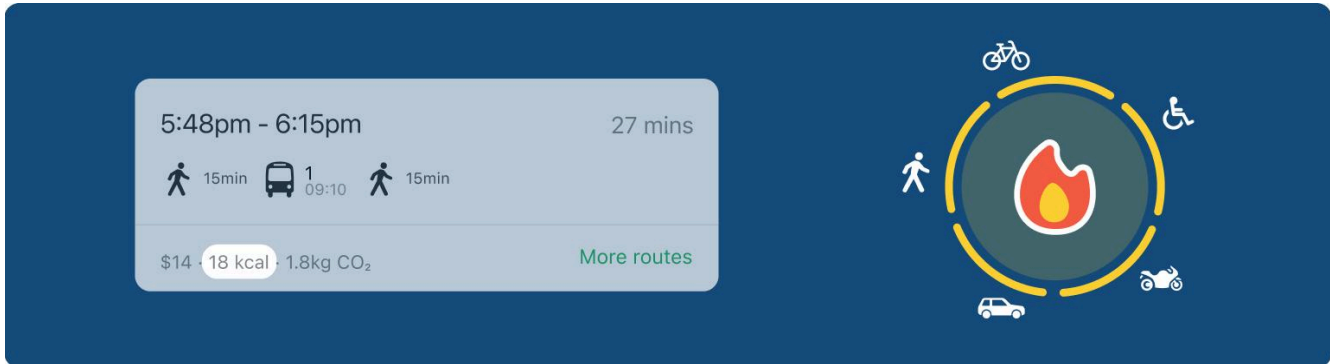 5:48pm - 6:15pm 27 mins
15min 1 09:10 15min
$14 · 18 kcal · 1.8kg CO₂ More routes